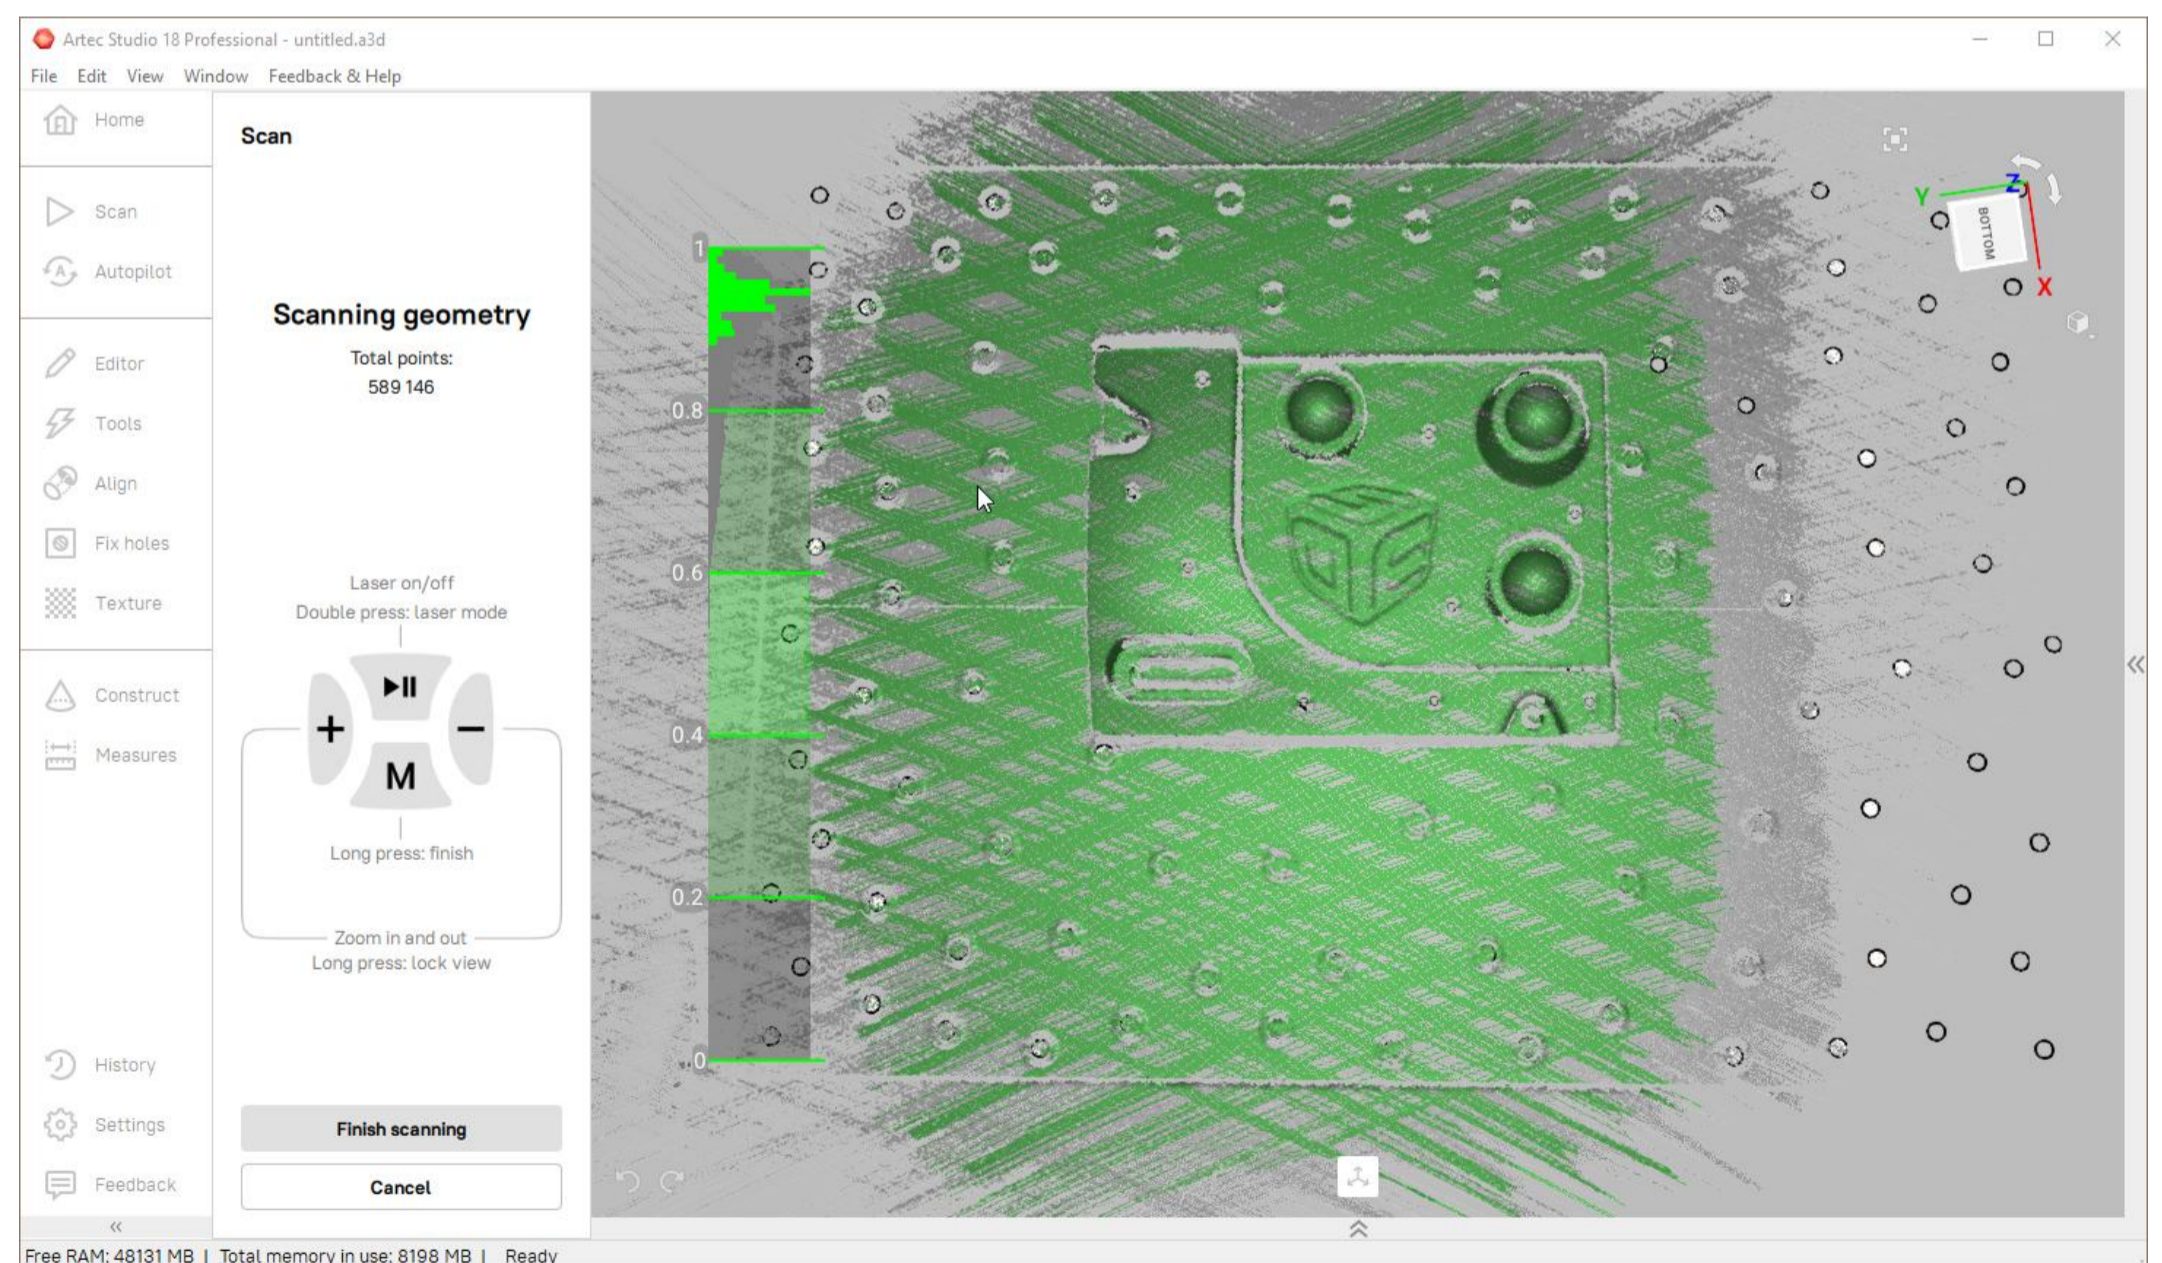 Artec Studio 18 Professional - untitled.a3d
File Edit View Window Feedback & Help
Home
Scan
Autopilot
Editor
Tools
Align
Fix holes
Texture
Construct
Measures
History
Settings
Feedback
Scan
Scanning geometry
Total points:
589 146
Laser on/off
Double press: laser mode
+
−
M
Long press: finish
Zoom in and out
Long press: lock view
Finish scanning
Cancel
1
0.8
0.6
0.4
0.2
0
Y
Z
X
BOTTOM
Free RAM: 48131 MB | Total memory in use: 8198 MB | Ready